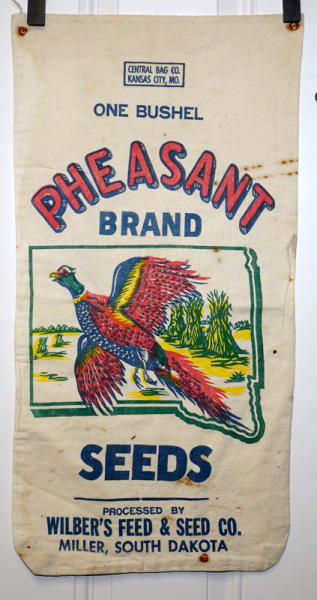 CENTRAL BAG CO.
KANSAS CITY, MO.
ONE BUSHEL
PHEASANT
BRAND
SEEDS
PROCESSED BY
WILBER'S FEED & SEED CO.
MILLER, SOUTH DAKOTA